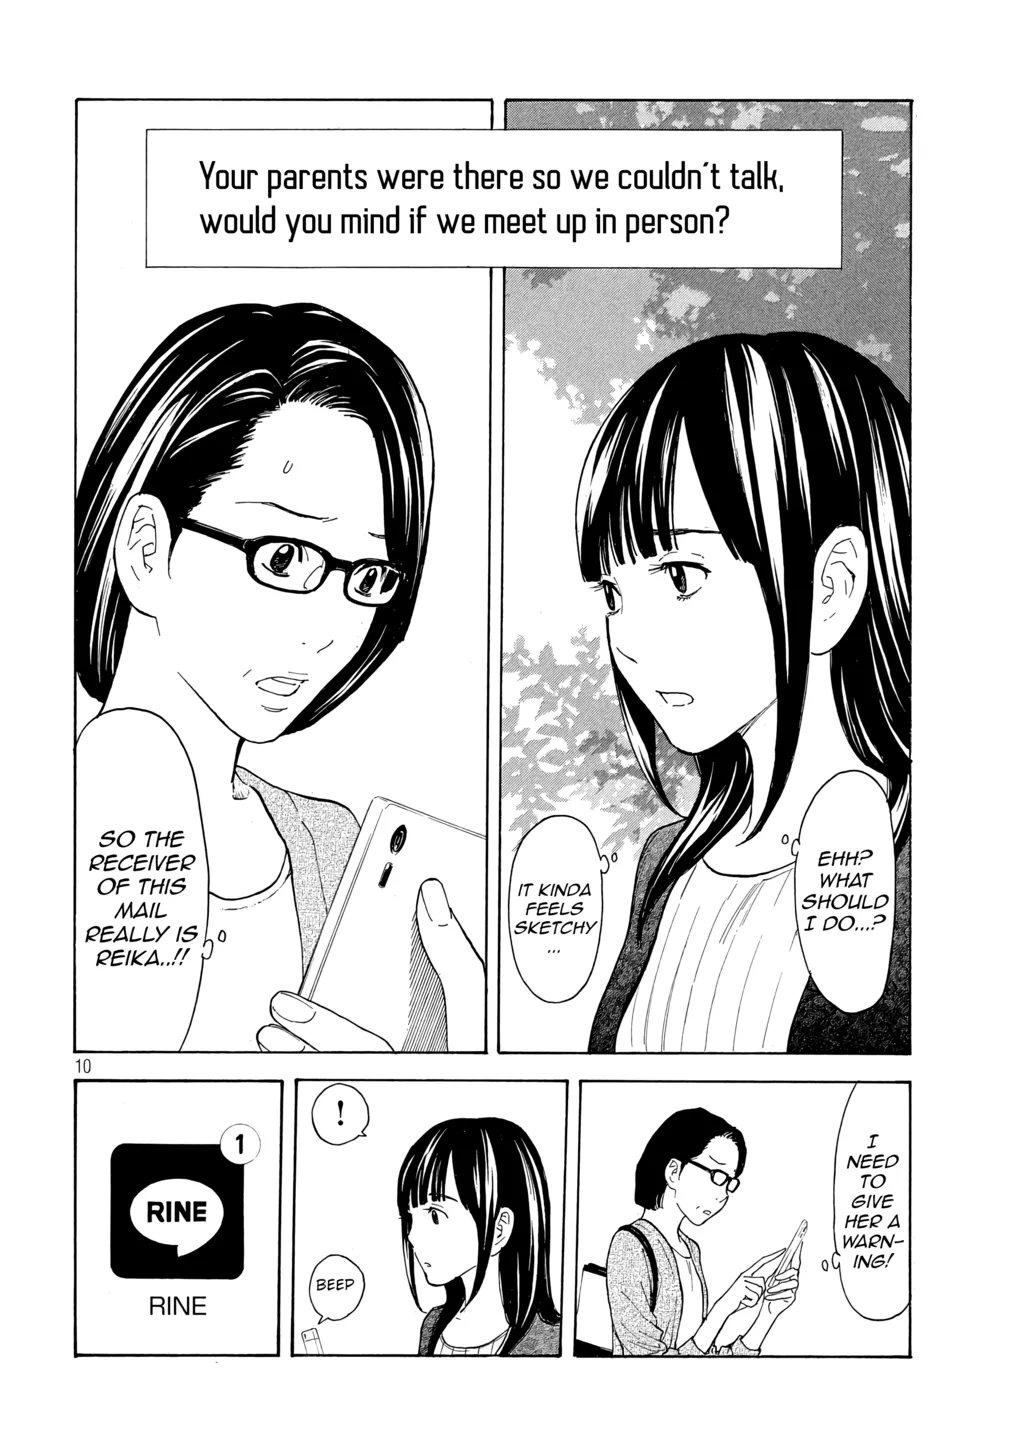 Your parents were there so we couldn't talk,
would you mind if we meet up in person?
EHH?
WHAT
SHOULD
I DO...?
IT KINDA
FEELS
SKETCHY
...
SO THE
RECEIVER
OF THIS
MAIL
REALLY IS
REIKA..!!
10
I
NEED
TO
GIVE
HER A
WARN-
ING!
!
BEEP
1
RINE
RINE